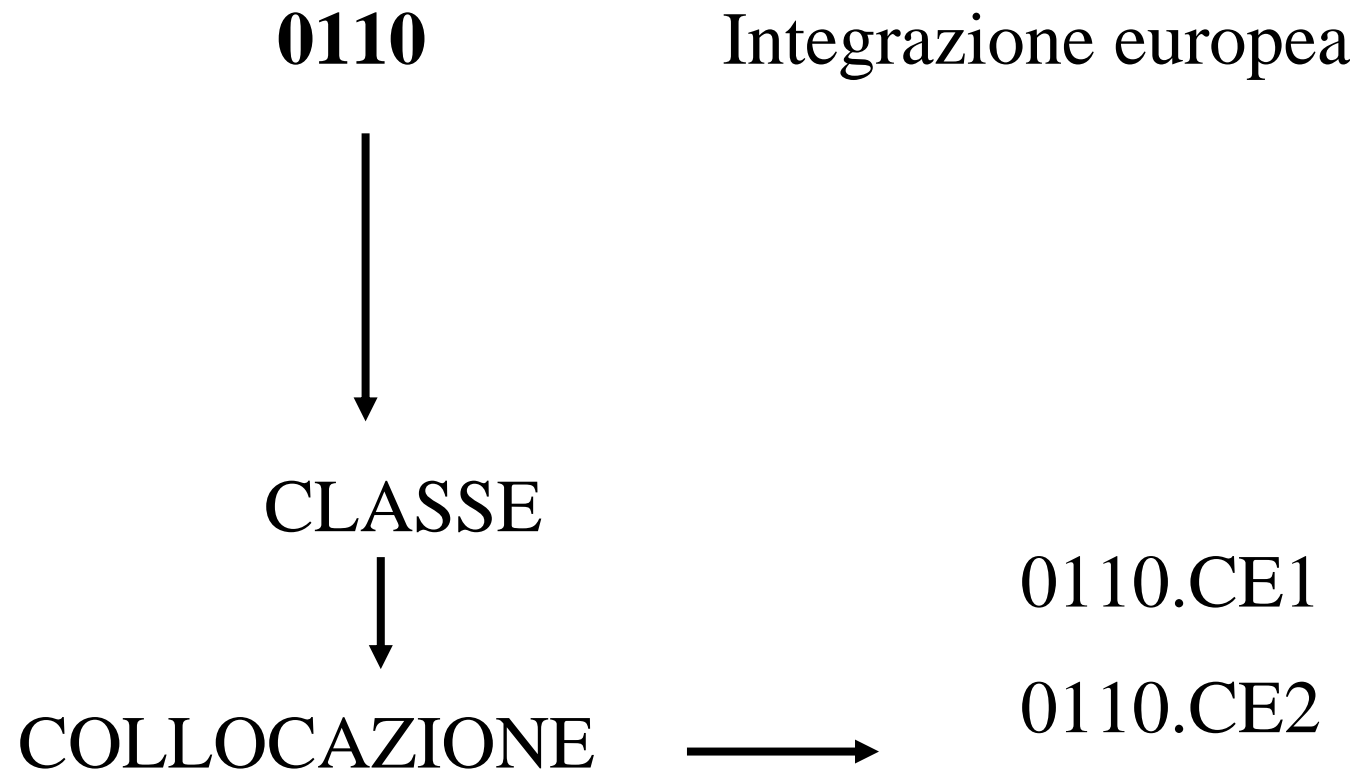 0110 Integrazione europea
CLASSE
0110.CE1
0110.CE2
COLLOCAZIONE